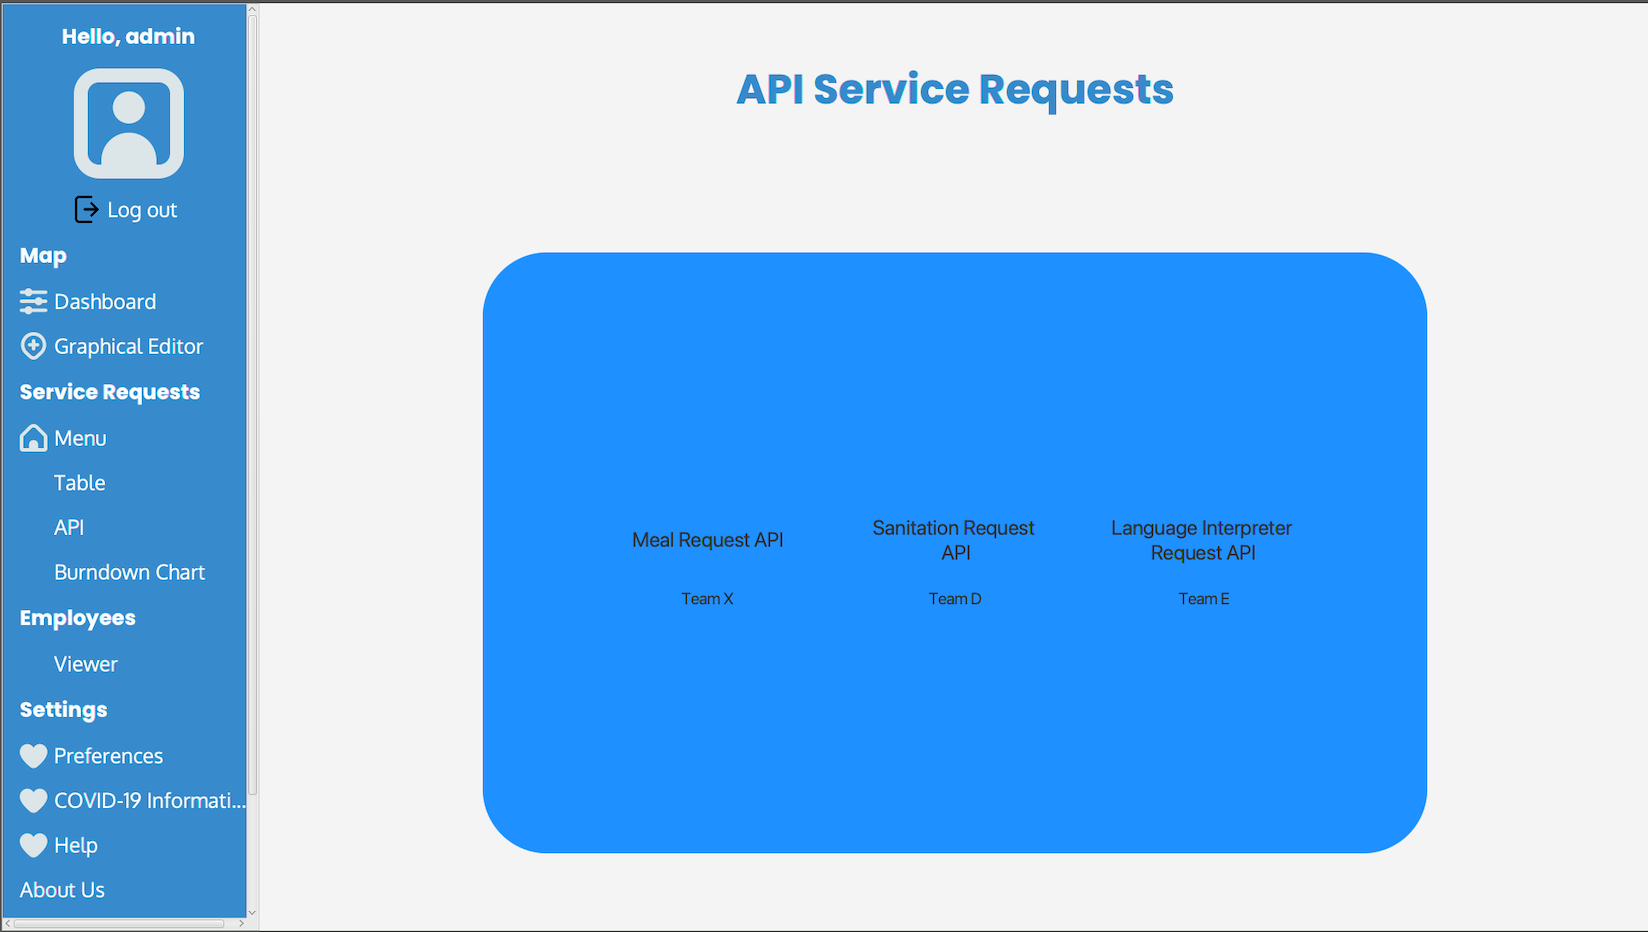 Hello, admin
Log out
Map
Dashboard
Graphical Editor
Service Requests
Menu
Table
API
Burndown Chart
Employees
Viewer
Settings
Preferences
COVID-19 Informati...
Help
About Us
API Service Requests
Meal Request API
Team X
Sanitation Request
API
Team D
Language Interpreter
Request API
Team E